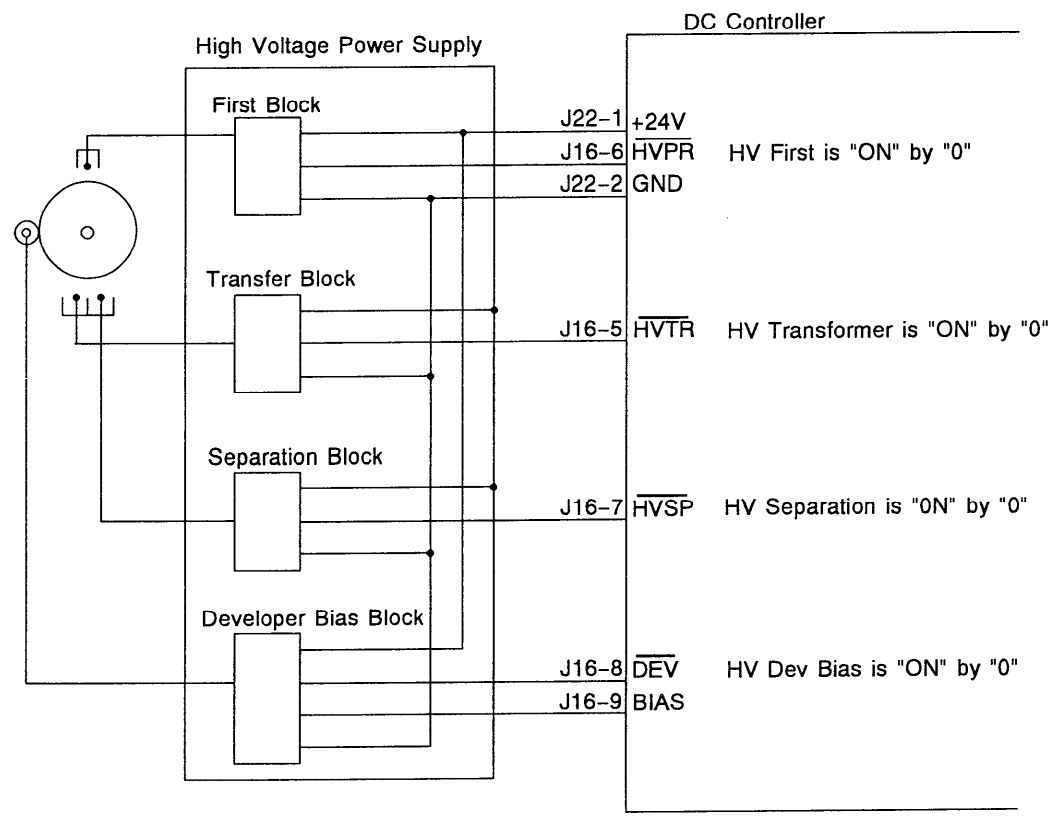 DC Controller
High Voltage Power Supply
First Block
J22-1 +24V
J16-6 HVPR HV First is "ON" by "0"
J22-2 GND
Transfer Block
J16-5 HVTR HV Transformer is "ON" by "0"
Separation Block
J16-7 HVSP HV Separation is "0N" by "0"
Developer Bias Block
J16-8 DEV HV Dev Bias is "ON" by "0"
J16-9 BIAS